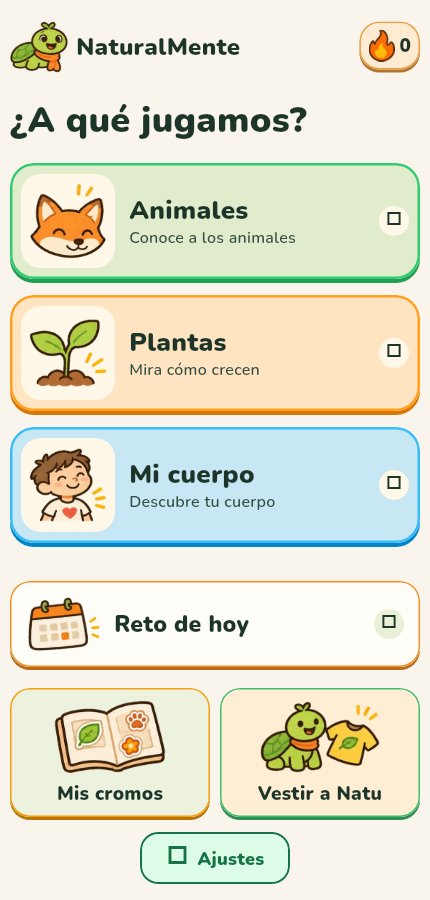 NaturalMente
0
¿A qué jugamos?
Animales
Conoce a los animales
Plantas
Mira cómo crecen
Mi cuerpo
Descubre tu cuerpo
Reto de hoy
Mis cromos
Vestir a Natu
Ajustes